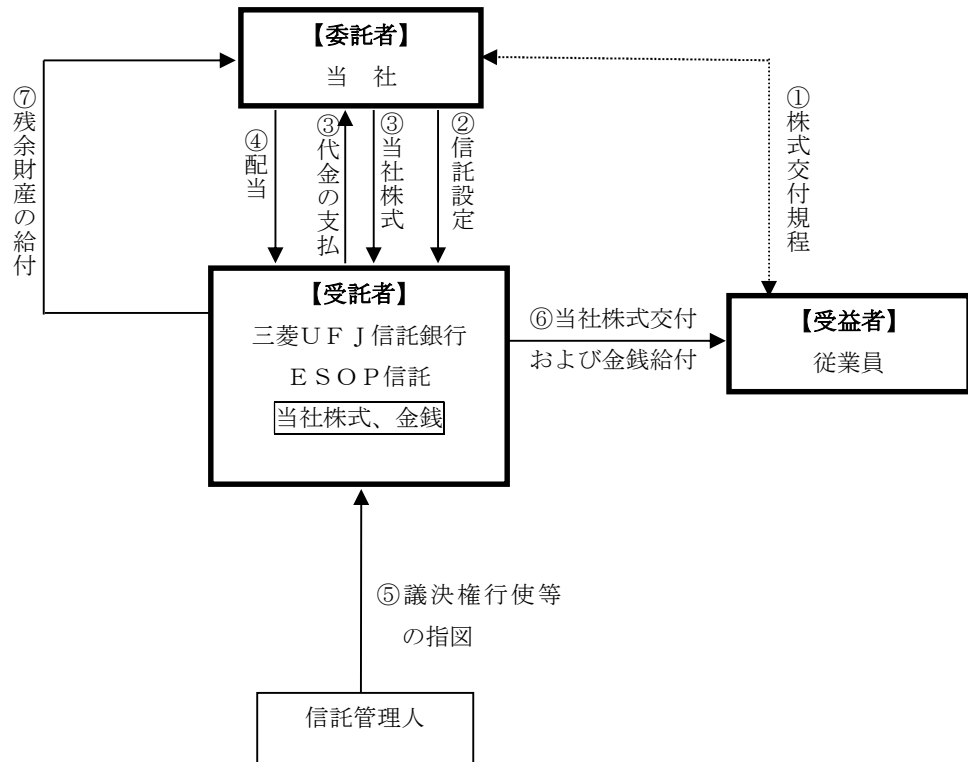 【委託者】
当 社
⑦残余財産の給付
④配当
③代金の支払
③当社株式
②信託設定
①株式交付規程
【受託者】
三菱UFJ信託銀行
ESOP信託
当社株式、金銭
⑥当社株式交付
および金銭給付
【受益者】
従業員
⑤議決権行使等
の指図
信託管理人